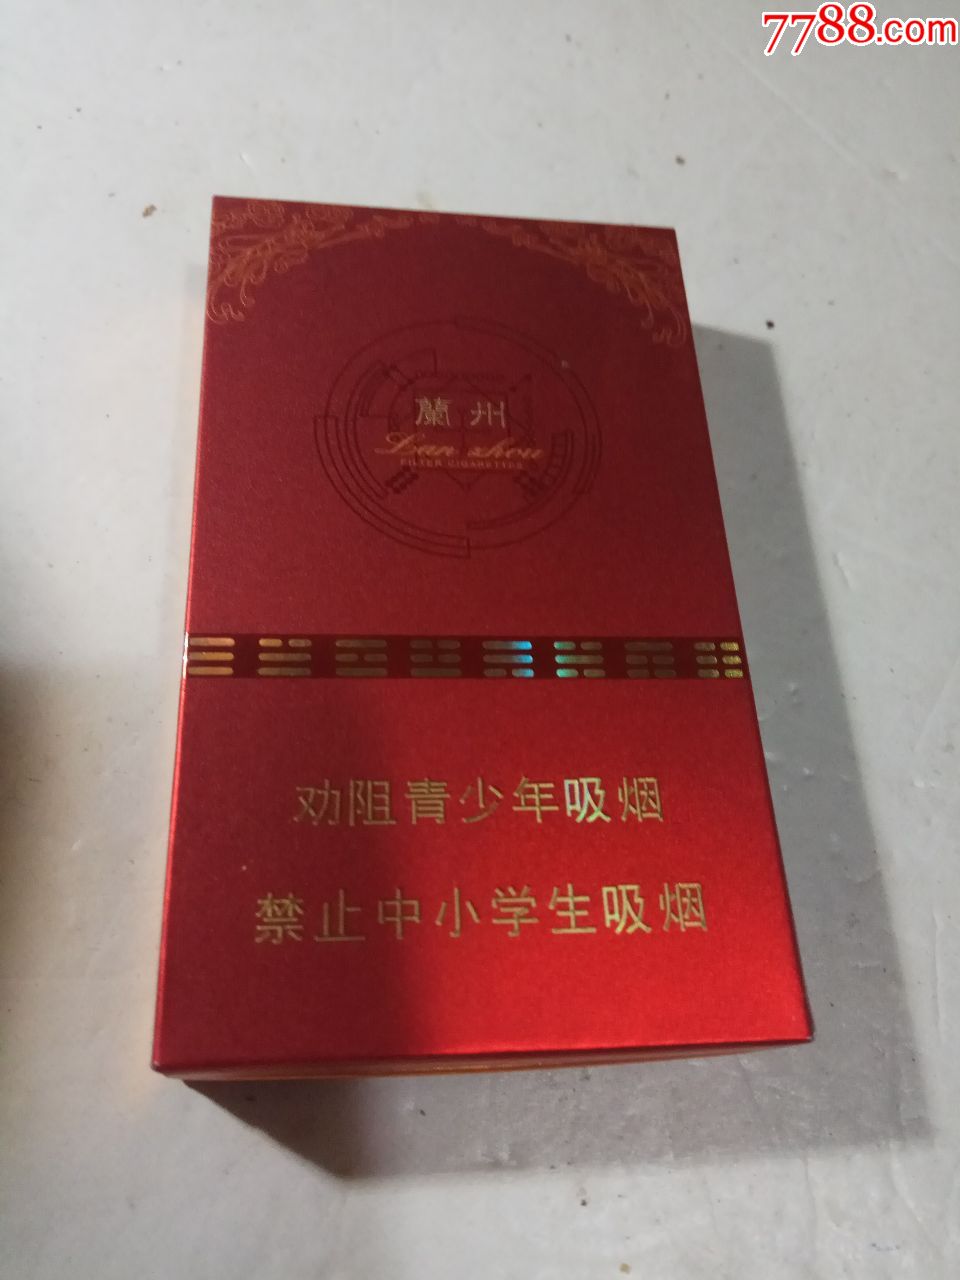 7788.com
蘭州
Lan zhou
FILTER CIGARETTES
劝阻青少年吸烟
禁止中小学生吸烟